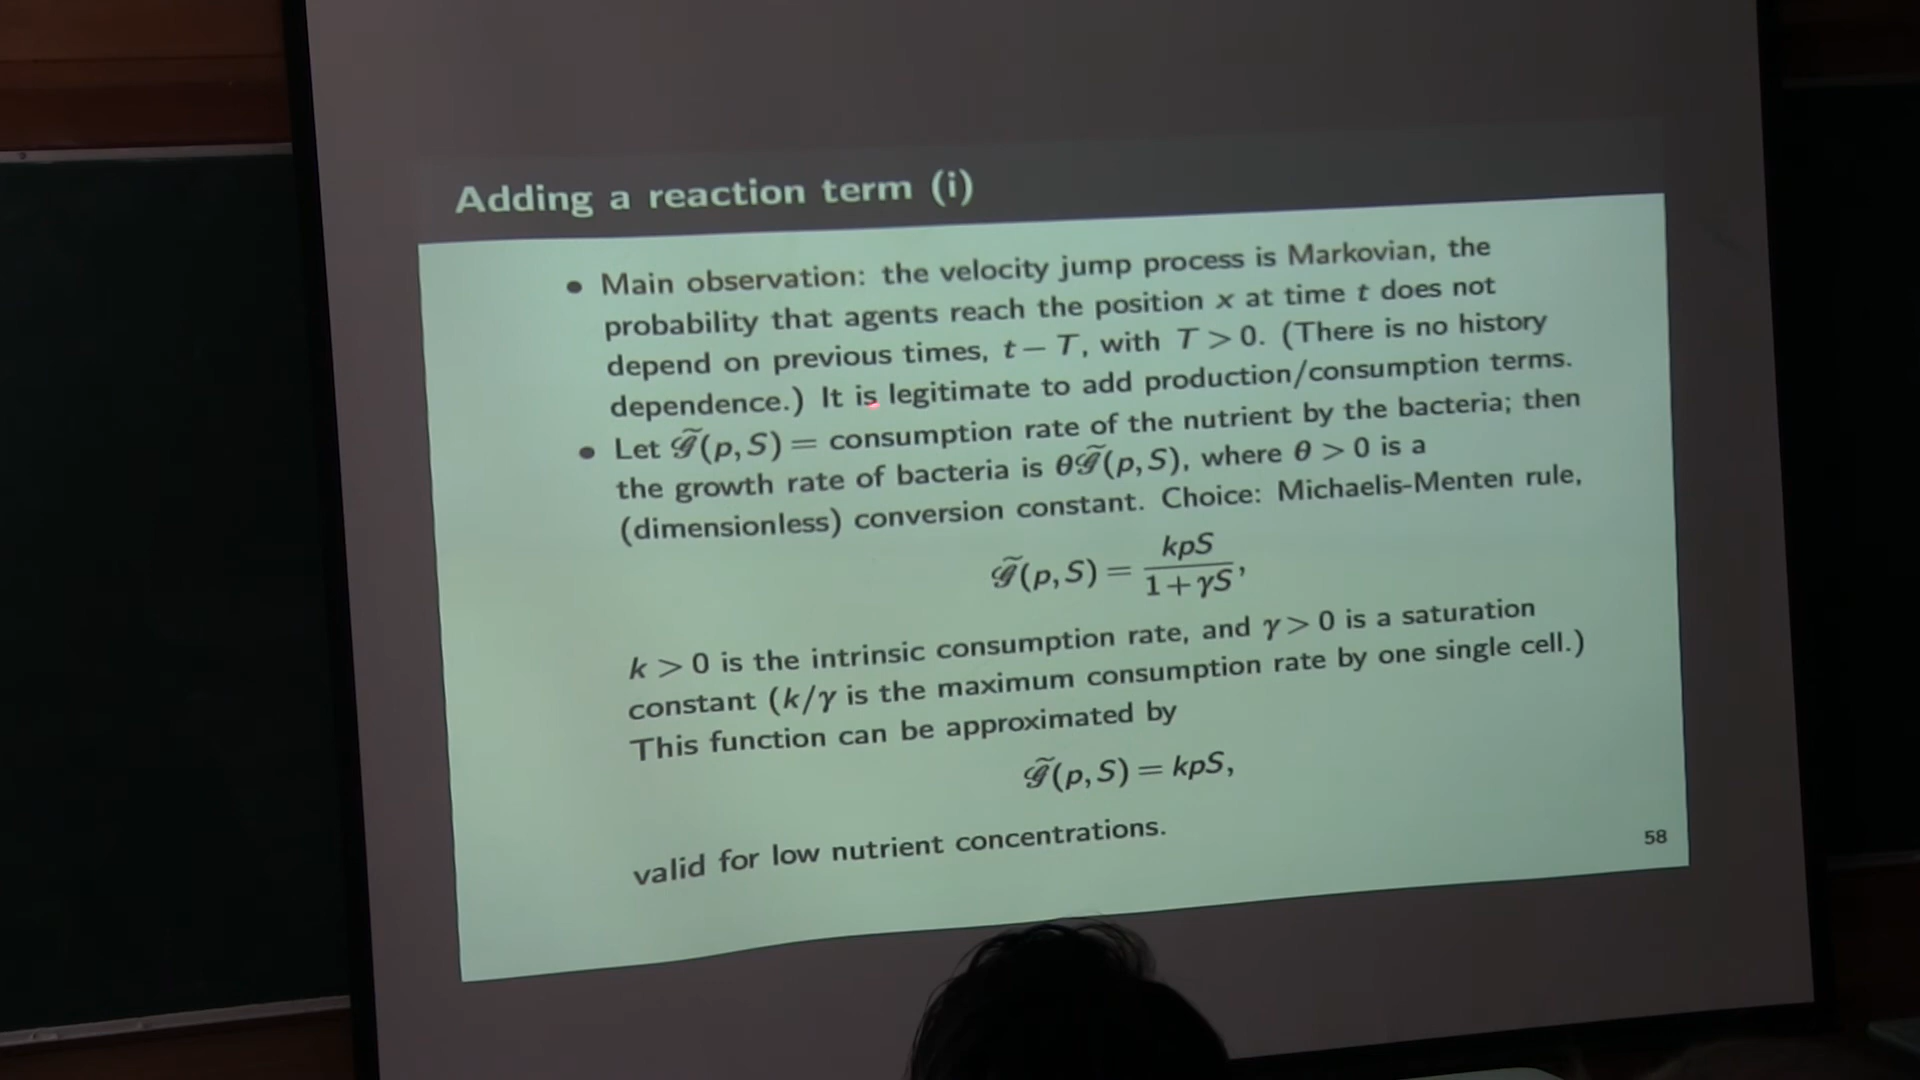 Adding a reaction term (i)
• Main observation: the velocity jump process is Markovian, the
probability that agents reach the position x at time t does not
depend on previous times, t − T, with T > 0. (There is no history
dependence.) It is legitimate to add production/consumption terms.
• Let 𝒢̃(p, S) = consumption rate of the nutrient by the bacteria; then
the growth rate of bacteria is θ𝒢̃(p, S), where θ > 0 is a
(dimensionless) conversion constant. Choice: Michaelis-Menten rule,
𝒢̃(p, S) = kpS / 1 + γS,
k > 0 is the intrinsic consumption rate, and γ > 0 is a saturation
constant (k/γ is the maximum consumption rate by one single cell.)
This function can be approximated by
𝒢̃(p, S) = kpS,
valid for low nutrient concentrations.
58